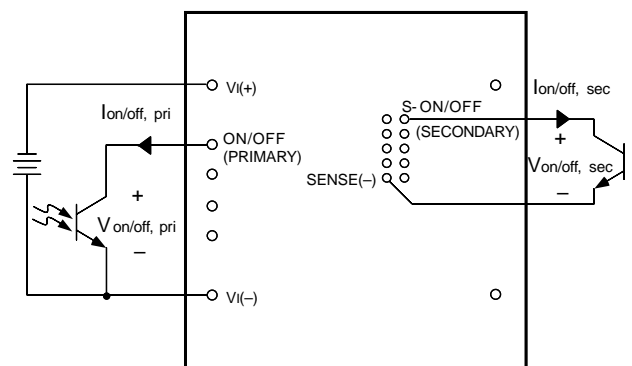 VI(+)
Ion/off, pri
ON/OFF
(PRIMARY)
+
Von/off, pri
–
VI(–)
S- ON/OFF
(SECONDARY)
SENSE(–)
Ion/off, sec
+
Von/off, sec
–